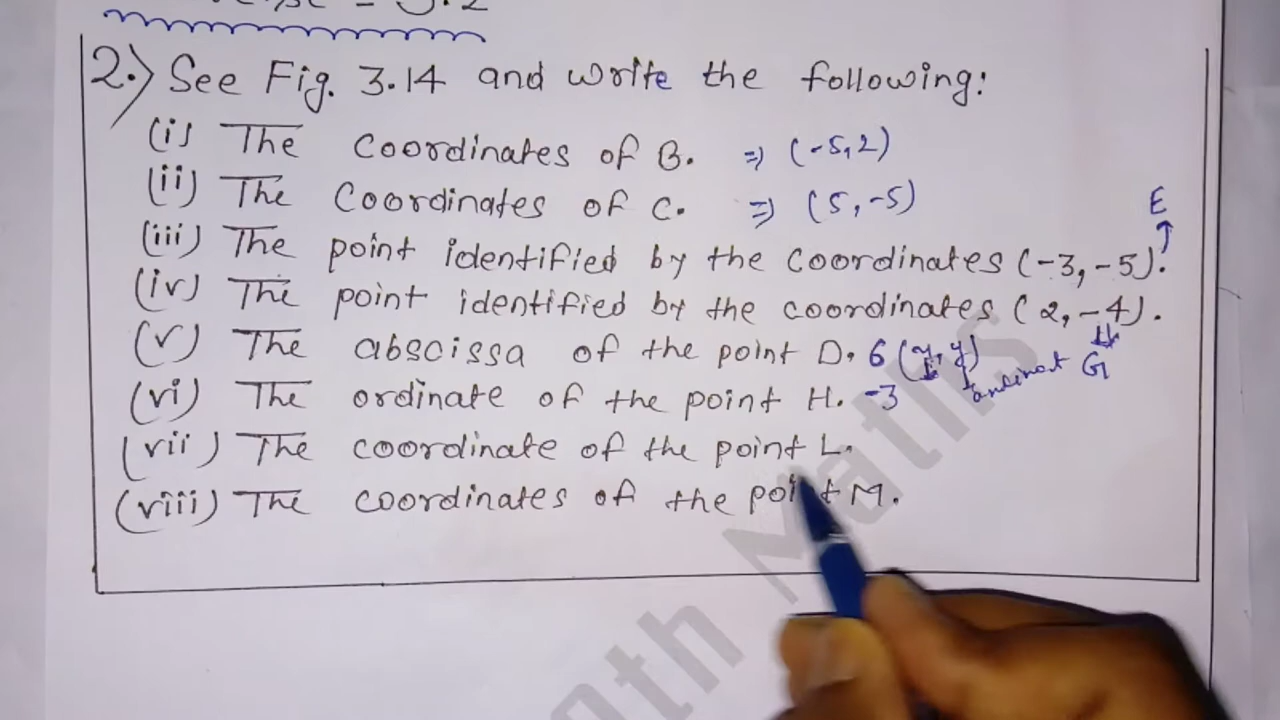 2.) See Fig. 3.14 and write the following:
(i) The coordinates of B. ⇒ (-5,2)
(ii) The coordinates of C. ⇒ (5,-5)
E
(iii) The point identified by the coordinates (-3,-5).
(iv) The point identified by the coordinates (2,-4).
(v) The abscissa of the point D. 6 (x, y) G
(vi) The ordinate of the point H. -3
(vii) The coordinate of the point L.
(viii) The coordinates of the point M.
Math Maths